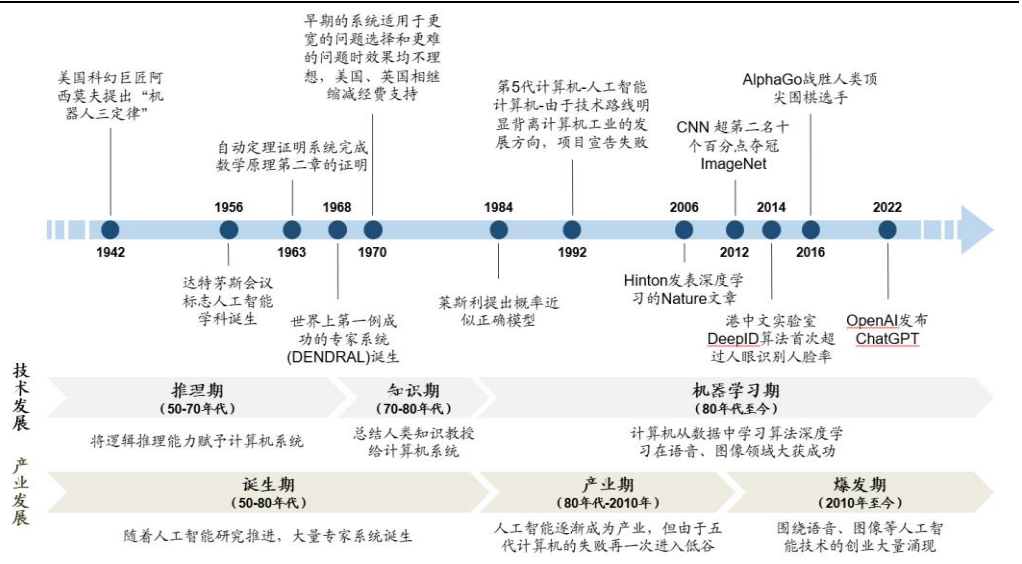 早期的系统适用于更
宽的问题选择和更难
的问题时效果均不理
想，美国、英国相继
缩减经费支持
美国科幻巨匠阿
西莫夫提出“机
器人三定律”
自动定理证明系统完成
数学原理第二章的证明
第5代计算机-人工智能
计算机-由于技术路线明
显背离计算机工业的发
展方向，项目宣告失败
CNN 超第二名十
个百分点夺冠
ImageNet
AlphaGo战胜人类顶
尖围棋选手
1942
1956
1963
1968
1970
1984
1992
2006
2012
2014
2016
2022
达特茅斯会议
标志人工智能
学科诞生
世界上第一例成
功的专家系统
(DENDRAL)诞生
莱斯利提出概率近
似正确模型
Hinton发表深度学
习的Nature文章
港中文实验室
DeepID算法首次超
过人眼识别人脸率
OpenAI发布
ChatGPT
技术发展
推理期
（50-70年代）
将逻辑推理能力赋予计算机系统
知识期
（70-80年代）
总结人类知识教授
给计算机系统
机器学习期
（80年代至今）
计算机从数据中学习算法深度学
习在语音、图像领域大获成功
产业发展
诞生期
（50-80年代）
随着人工智能研究推进，大量专家系统诞生
产业期
（80年代-2010年）
人工智能逐渐成为产业，但由于五
代计算机的失败再一次进入低谷
爆发期
（2010年至今）
围绕语音、图像等人工智
能技术的创业大量涌现